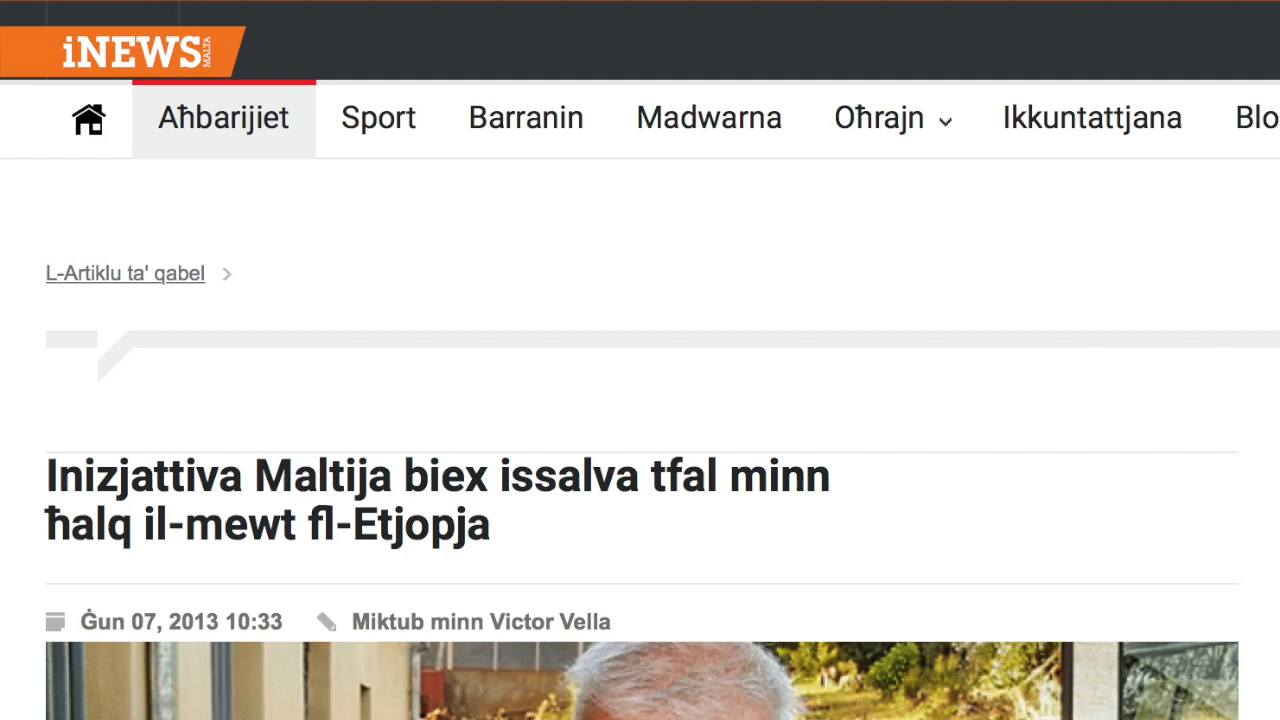 iNEWS MALTA
Aħbarijiet Sport Barranin Madwarna Oħrajn Ikkuntattjana Blo
L-Artiklu ta' qabel
Inizjattiva Maltija biex issalva tfal minn
ħalq il-mewt fl-Etjopja
Ġun 07, 2013 10:33 Miktub minn Victor Vella